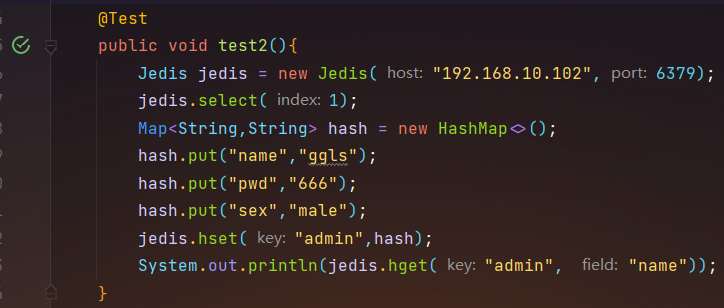 @Test
public void test2(){
Jedis jedis = new Jedis( host: "192.168.10.102", port: 6379);
jedis.select( index: 1);
Map<String,String> hash = new HashMap<>();
hash.put("name","ggls");
hash.put("pwd","666");
hash.put("sex","male");
jedis.hset( key: "admin",hash);
System.out.println(jedis.hget( key: "admin", field: "name"));
}